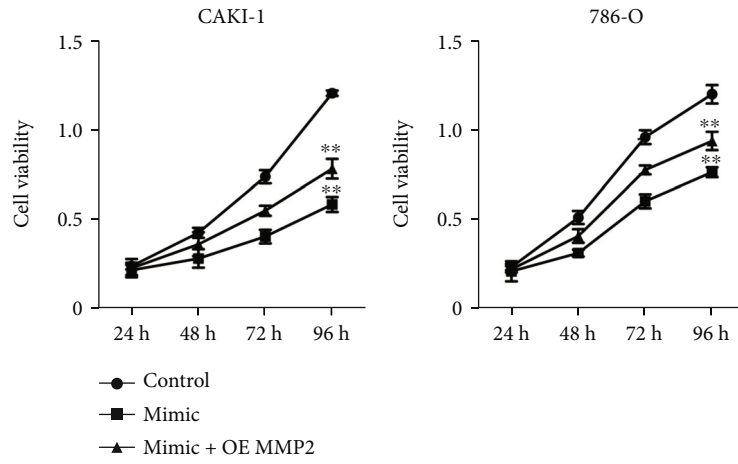 CAKI-1
Cell viability
1.5
1.0
0.5
0
**
**
24 h 48 h 72 h 96 h
786-O
Cell viability
1.5
1.0
0.5
0
**
**
24 h 48 h 72 h 96 h
Control
Mimic
Mimic + OE MMP2